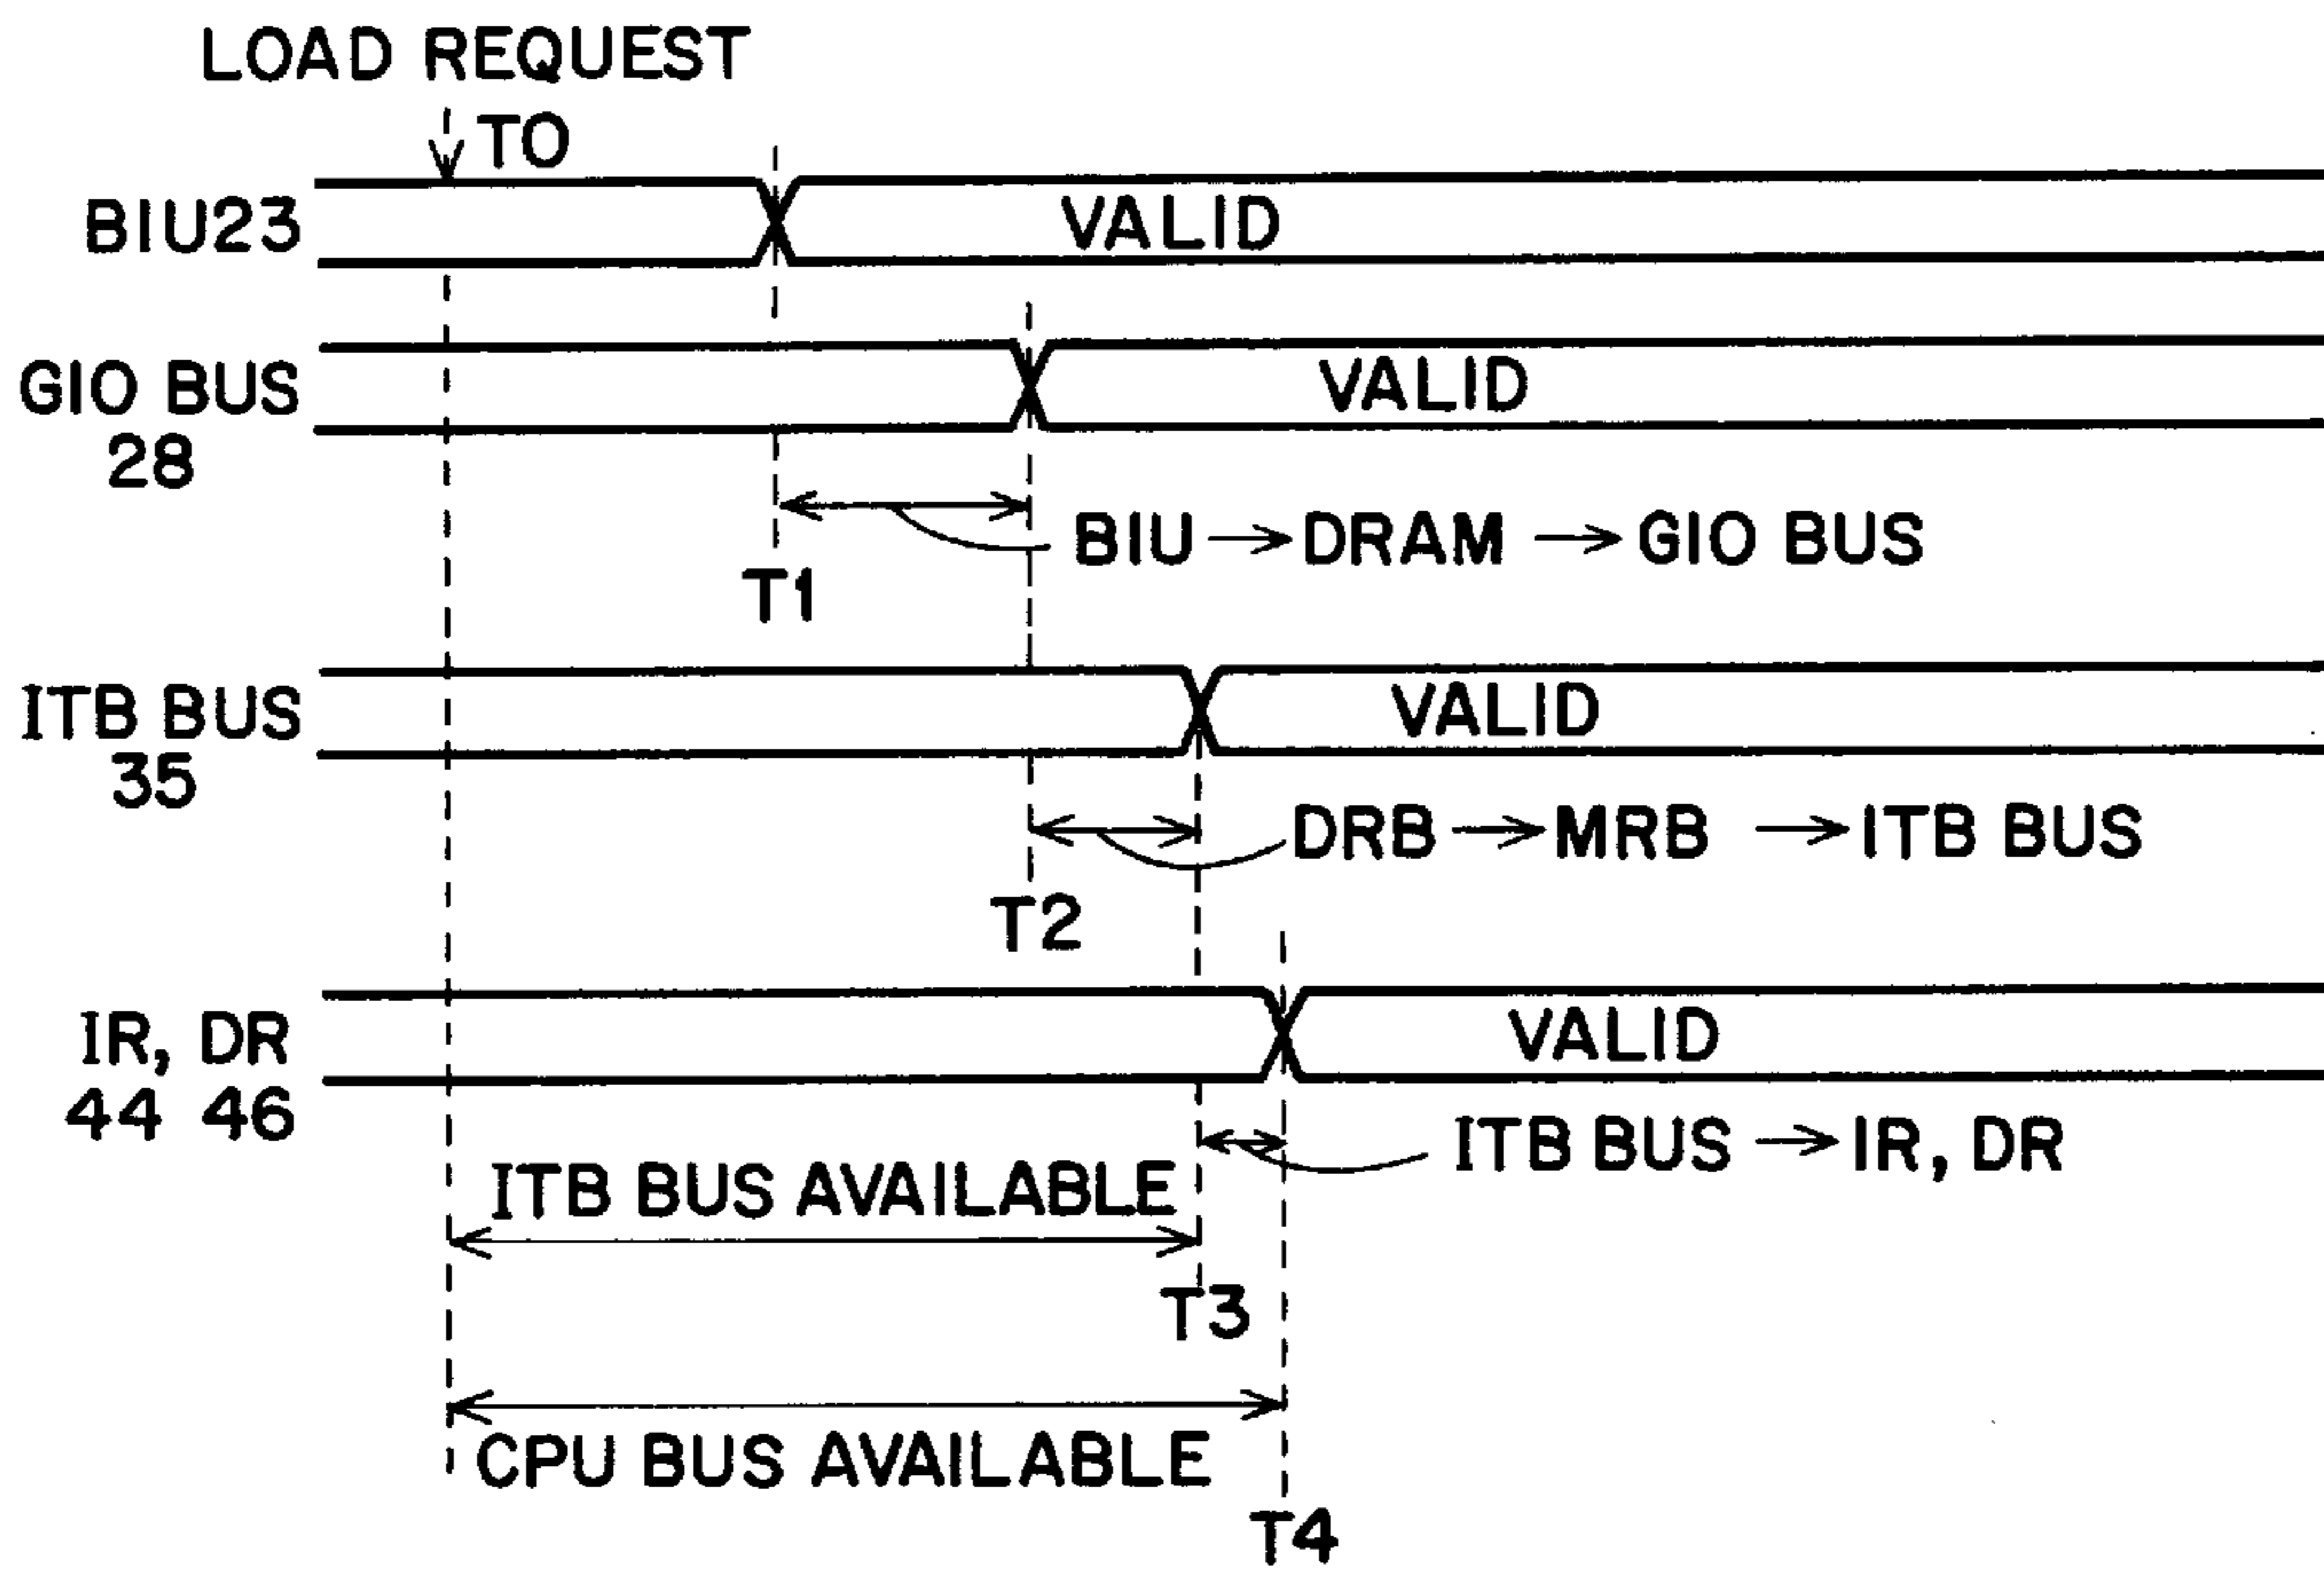 LOAD REQUEST
TO
BIU23
VALID
GIO BUS
28
VALID
BIU → DRAM → GIO BUS
T1
ITB BUS
35
VALID
DRB → MRB → ITB BUS
T2
IR, DR
44 46
VALID
ITB BUS → IR, DR
ITB BUS AVAILABLE
T3
CPU BUS AVAILABLE
T4